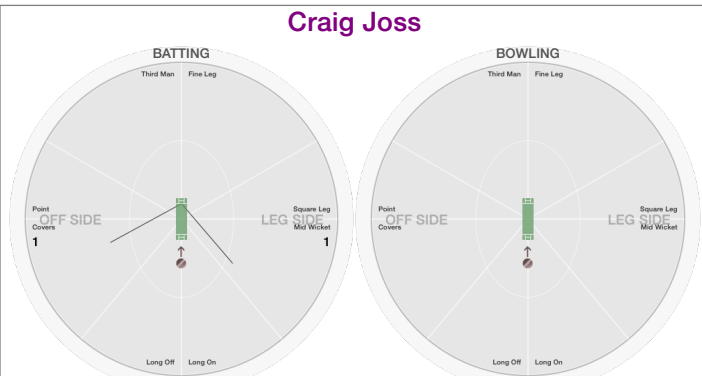 Craig Joss
BATTING
Third Man Fine Leg
Point
OFF SIDE
Covers
1
Square Leg
LEG SIDE
Mid Wicket
1
Long Off Long On
BOWLING
Third Man Fine Leg
Point
OFF SIDE
Covers
Square Leg
LEG SIDE
Mid Wicket
Long Off Long On